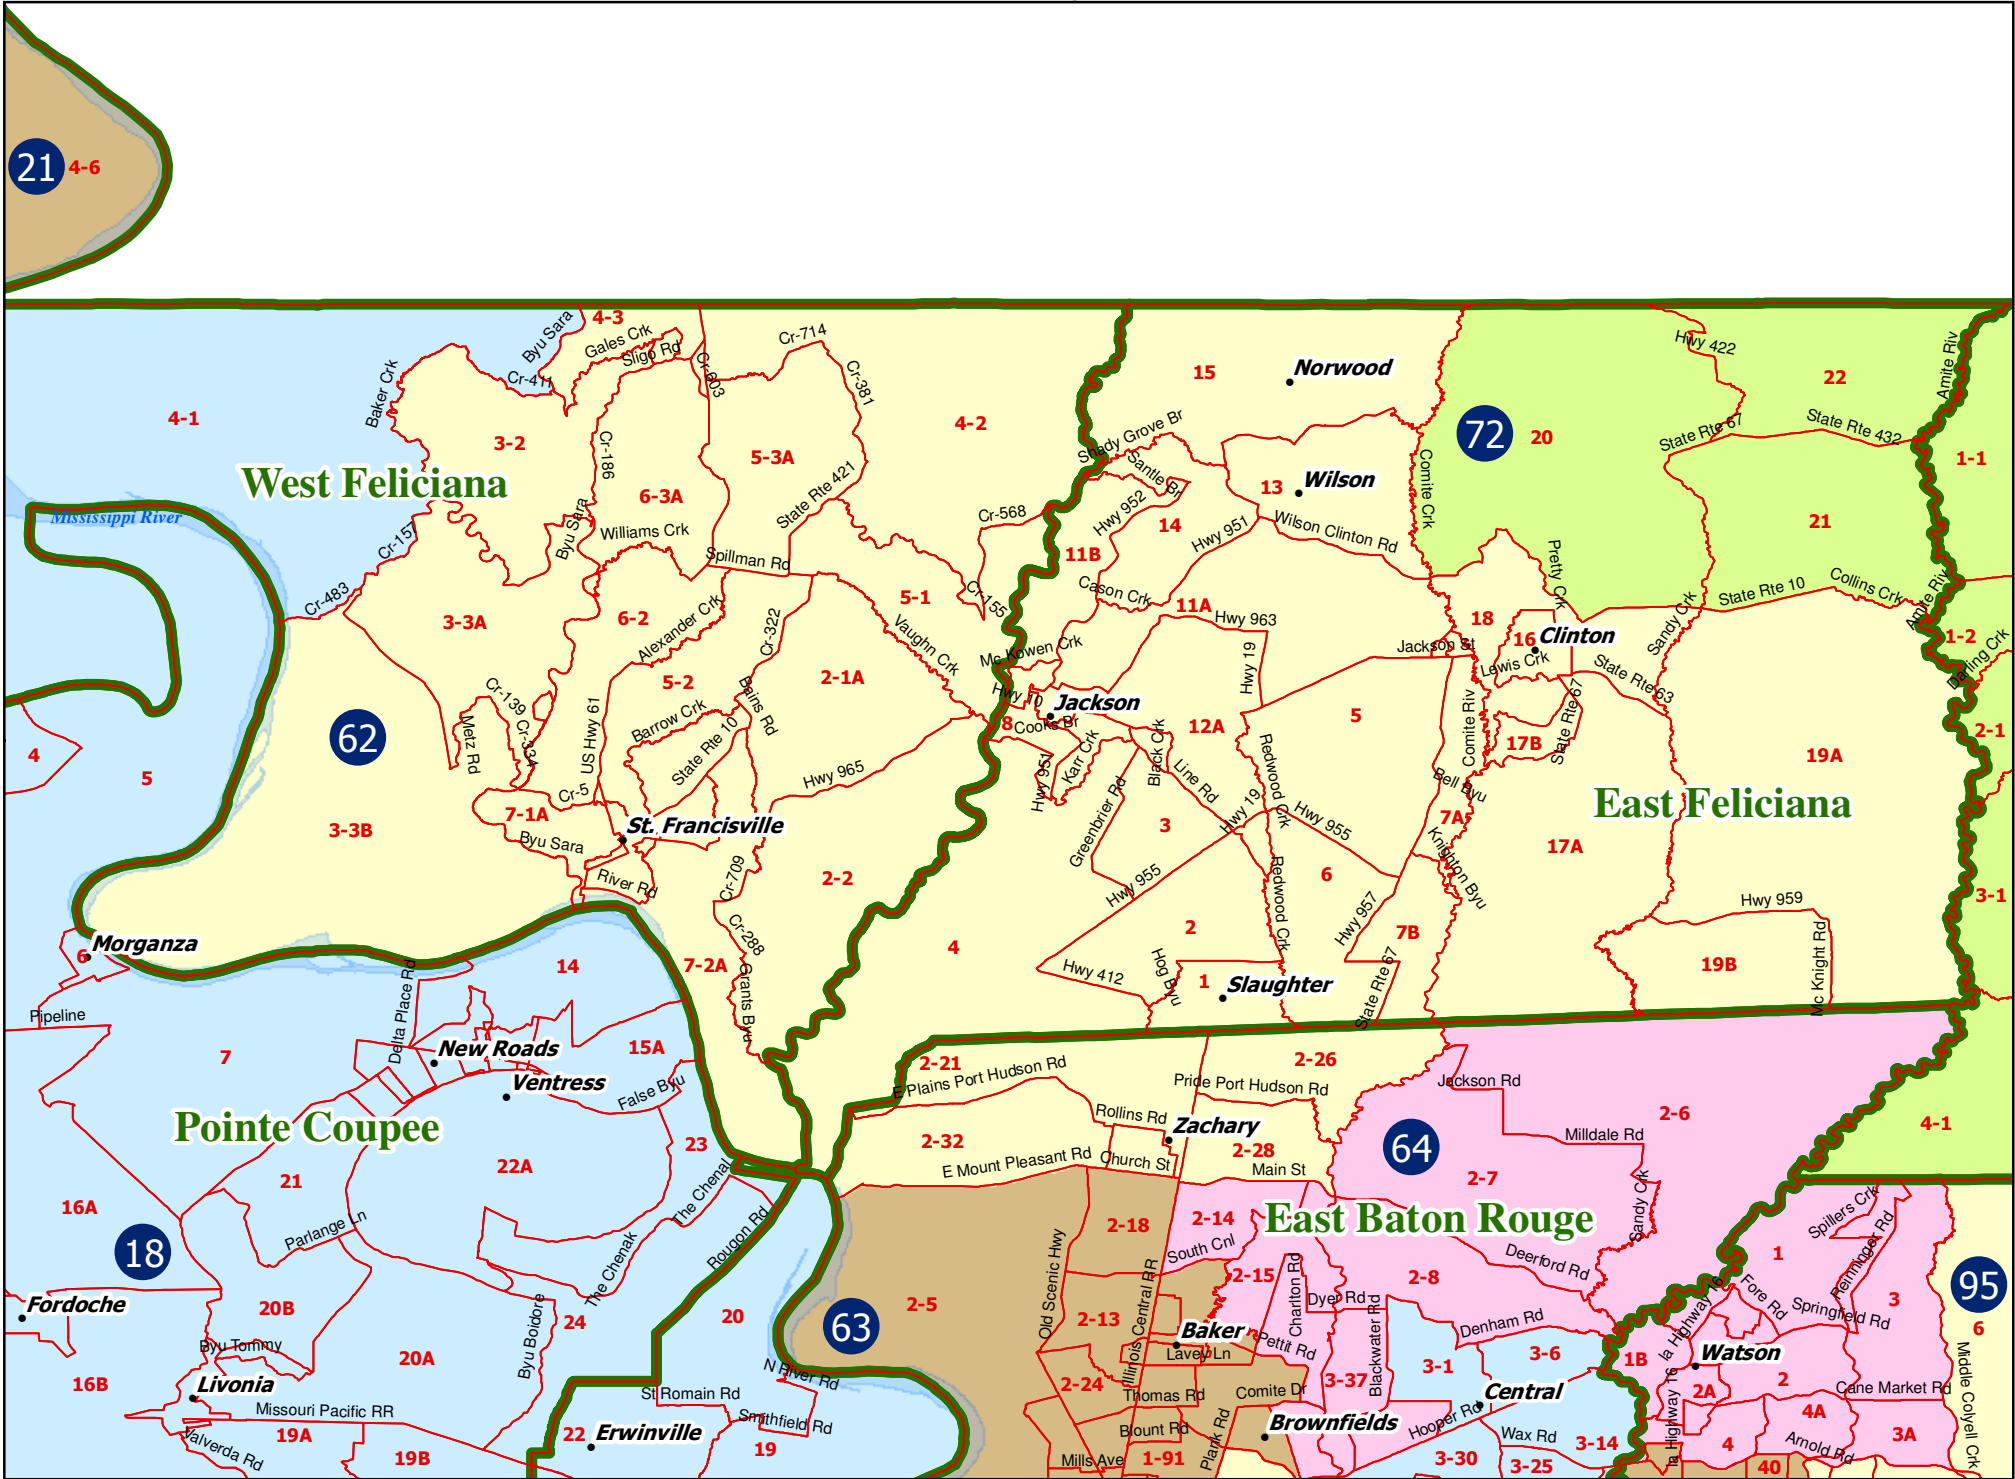 21 4-6
4-3
Byu Sara
Gales Crk
Sligo Rd
Cr-603
Cr-714
Cr-381
Cr-411
Baker Crk
4-1
3-2
Cr-186
5-3A
4-2
15
Norwood
Hwy 422
22
Amite Riv
72 20
State Rte 67
State Rte 432
1-1
Shady Grove Br
Santle Br
West Feliciana
6-3A
State Rte 421
13
Wilson
Comite Crk
Mississippi River
Cr-157
Byu Sara
Williams Crk
Cr-568
Hwy 952
14
Hwy 951
Wilson Clinton Rd
21
Spillman Rd
11B
Pretty Crk
Cr-483
Cason Crk
11A
Hwy 963
State Rte 10
Collins Crk
Amite Riv
3-3A
6-2
Alexander Crk
Cr-322
5-1
Cr-155
Vaughn Crk
18
16
Clinton
Sandy Crk
1-2
Darling Crk
Mc Kowen Crk
Hwy 19
Jackson St
Lewis Crk
State Rte 63
5-2
2-1A
Hwy 10
Jackson
8
Cooks Br
12A
5
Comite Riv
17B
State Rte 67
2-1
Cr-139
Cr-334
Metz Rd
US Hwy 61
Barrow Crk
Bains Rd
State Rte 10
62
4
5
Hwy 965
Hwy 951
Karr Crk
Black Crk
Line Rd
Redwood Crk
19A
Bell Byu
East Feliciana
3-3B
Cr-5
7-1A
Byu Sara
St. Francisville
River Rd
Greenbrier Rd
3
Hwy 19
Hwy 955
7A
Knighton Byu
17A
2-2
Cr-709
Hwy 955
Redwood Crk
6
3-1
Cr-288
Hwy 957
Hwy 959
7B
6
Morganza
14
7-2A
Grants Byu
4
2
Hwy 412
Hog Byu
1
Slaughter
State Rte 67
19B
Mc Knight Rd
Pipeline
Delta Place Rd
7
New Roads
15A
Ventress
False Byu
2-21
E Plains Port Hudson Rd
2-26
Pride Port Hudson Rd
Jackson Rd
2-6
Pointe Coupee
Rollins Rd
Zachary
4-1
2-32
E Mount Pleasant Rd
Church St
2-28
Main St
64
Milldale Rd
2-7
Sandy Crk
23
22A
21
The Chenal
16A
Parlange Ln
18
2-18
2-14
South Cnl
East Baton Rouge
Spillers Crk
1
Reinninger Rd
Rougon Rd
The Chenak
Old Scenic Hwy
Illinois Central RR
2-15
Charlton Rd
2-8
Deerford Rd
95
Fordoche
20B
Byu Boidore
24
20
63
2-5
2-13
Baker
Lavey Ln
Pettit Rd
Dyer Rd
Blackwater Rd
Denham Rd
la Highway 16
Fore Rd
Springfield Rd
3
6
Byu Tommy
20A
16B
Livonia
N River Rd
2-24
Thomas Rd
Comite Dr
3-37
3-1
3-6
1B
Watson
2A
2
Cane Market Rd
Middle Colyell Crk
Missouri Pacific RR
St Romain Rd
Smithfield Rd
Central
Hooper Rd
Wax Rd
la Highway 16
4A
19A
Valverda Rd
19B
22
Erwinville
19
Blount Rd
Plank Rd
Brownfields
Mills Ave
1-91
3-30
3-25
3-14
4
Arnold Rd
3A
40